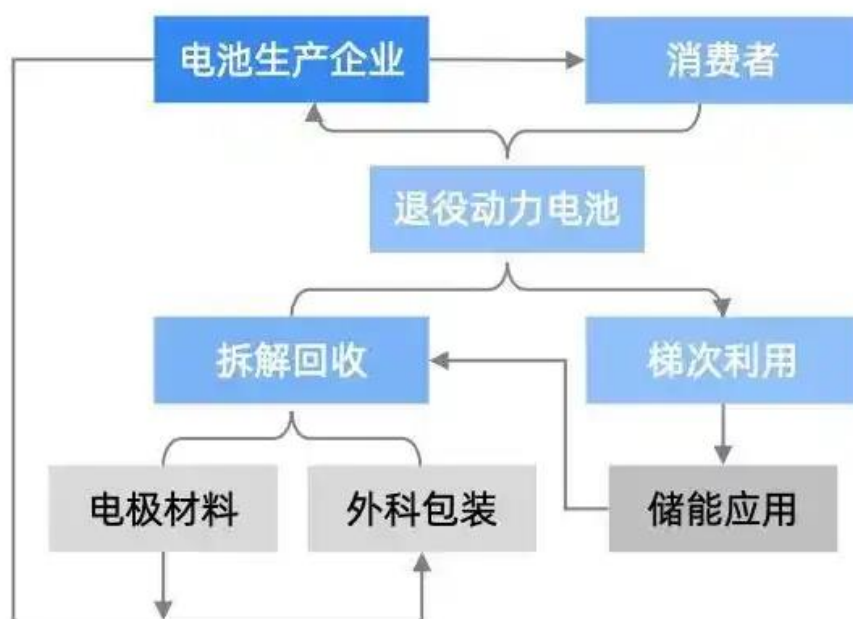 电池生产企业
消费者
退役动力电池
拆解回收
梯次利用
电极材料
外科包装
储能应用